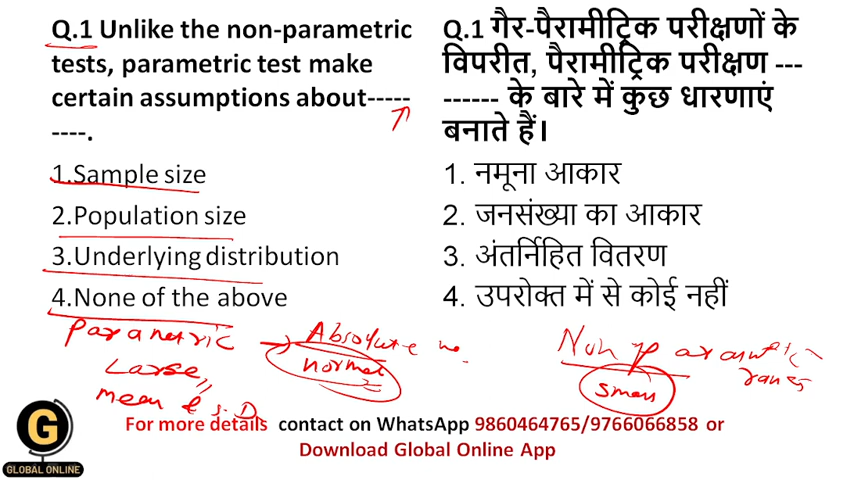 Q.1 Unlike the non-parametric
tests, parametric test make
certain assumptions about-----
----.
1.Sample size
2.Population size
3.Underlying distribution
4.None of the above
Q.1 गैर-पैरामीट्रिक परीक्षणों के
विपरीत, पैरामीट्रिक परीक्षण ---
------- के बारे में कुछ धारणाएं
बनाते हैं।
1. नमूना आकार
2. जनसंख्या का आकार
3. अंतर्निहित वितरण
4. उपरोक्त में से कोई नहीं
Parametric Absolute no.
normal
Large
mean & S.D
Non parametric
ranks
small
For more details contact on WhatsApp 9860464765/9766066858 or
Download Global Online App
G
GLOBAL ONLINE